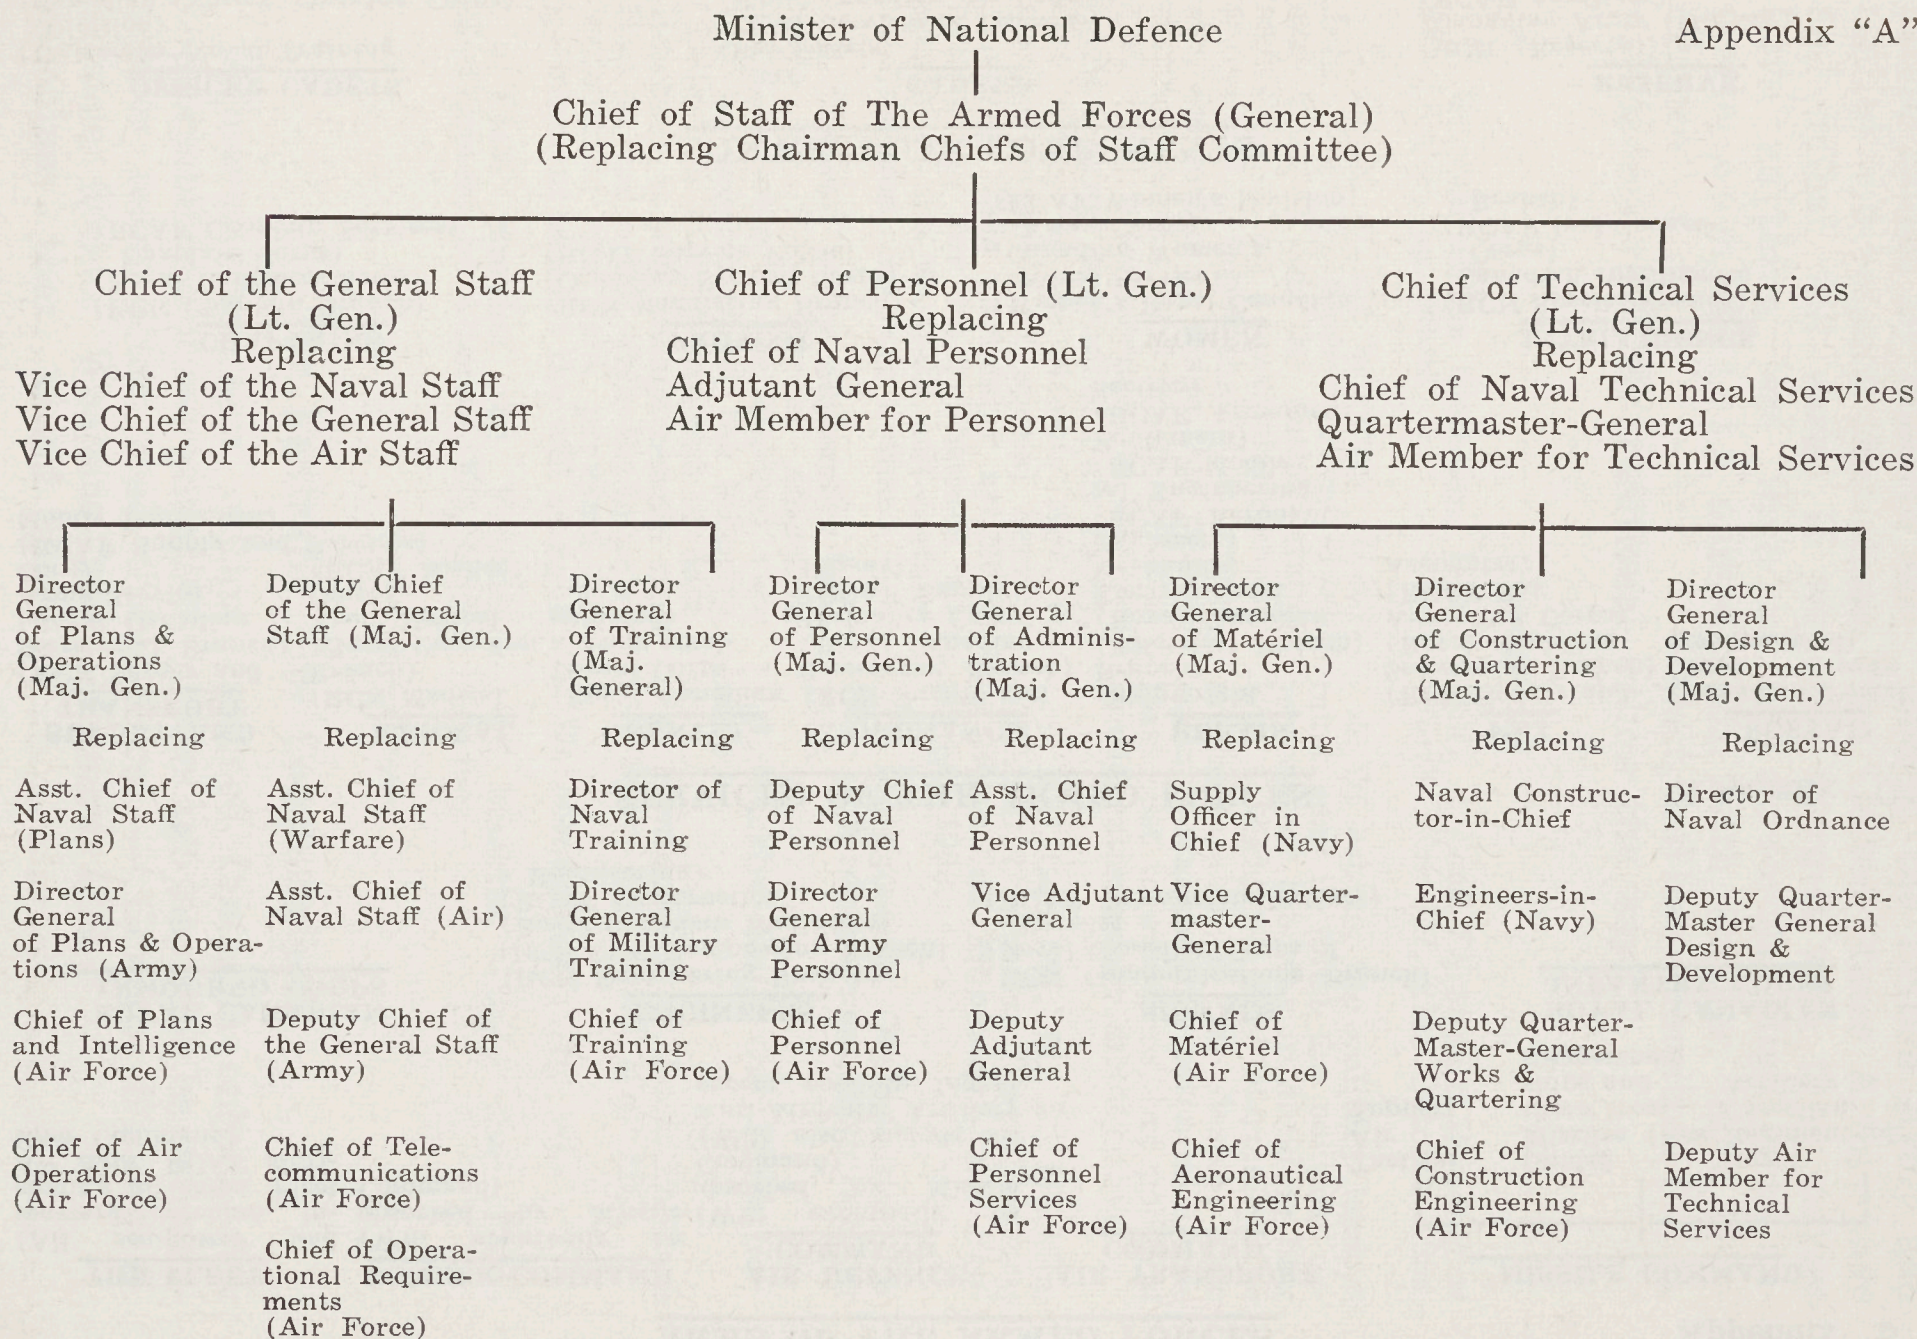 Minister of National Defence
Appendix “A”
Chief of Staff of The Armed Forces (General)
(Replacing Chairman Chiefs of Staff Committee)
Chief of the General Staff
(Lt. Gen.)
Replacing
Vice Chief of the Naval Staff
Vice Chief of the General Staff
Vice Chief of the Air Staff
Chief of Personnel (Lt. Gen.)
Replacing
Chief of Naval Personnel
Adjutant General
Air Member for Personnel
Chief of Technical Services
(Lt. Gen.)
Replacing
Chief of Naval Technical Services
Quartermaster-General
Air Member for Technical Services
Director
General
of Plans &
Operations
(Maj. Gen.)
Replacing
Asst. Chief of
Naval Staff
(Plans)
Director
General
of Plans & Opera-
tions (Army)
Chief of Plans
and Intelligence
(Air Force)
Chief of Air
Operations
(Air Force)
Deputy Chief
of the General
Staff (Maj. Gen.)
Replacing
Asst. Chief of
Naval Staff
(Warfare)
Asst. Chief of
Naval Staff (Air)
Deputy Chief of
the General Staff
(Army)
Chief of Tele-
communications
(Air Force)
Chief of Opera-
tional Require-
ments
(Air Force)
Director
General
of Training
(Maj.
General)
Replacing
Director of
Naval
Training
Director
General
of Military
Training
Chief of
Training
(Air Force)
Director
General
of Personnel
(Maj. Gen.)
Replacing
Deputy Chief
of Naval
Personnel
Director
General
of Army
Personnel
Chief of
Personnel
(Air Force)
Director
General
of Adminis-
tration
(Maj. Gen.)
Replacing
Asst. Chief
of Naval
Personnel
Vice Adjutant
General
Deputy
Adjutant
General
Chief of
Personnel
Services
(Air Force)
Director
General
of Matériel
(Maj. Gen.)
Replacing
Supply
Officer in
Chief (Navy)
Vice Quarter-
master-
General
Chief of
Matériel
(Air Force)
Chief of
Aeronautical
Engineering
(Air Force)
Director
General
of Construction
& Quartering
(Maj. Gen.)
Replacing
Naval Construc-
tor-in-Chief
Engineers-in-
Chief (Navy)
Deputy Quarter-
Master-General
Works &
Quartering
Chief of
Construction
Engineering
(Air Force)
Director
General
of Design &
Development
(Maj. Gen.)
Replacing
Director of
Naval Ordnance
Deputy Quarter-
Master General
Design &
Development
Deputy Air
Member for
Technical
Services